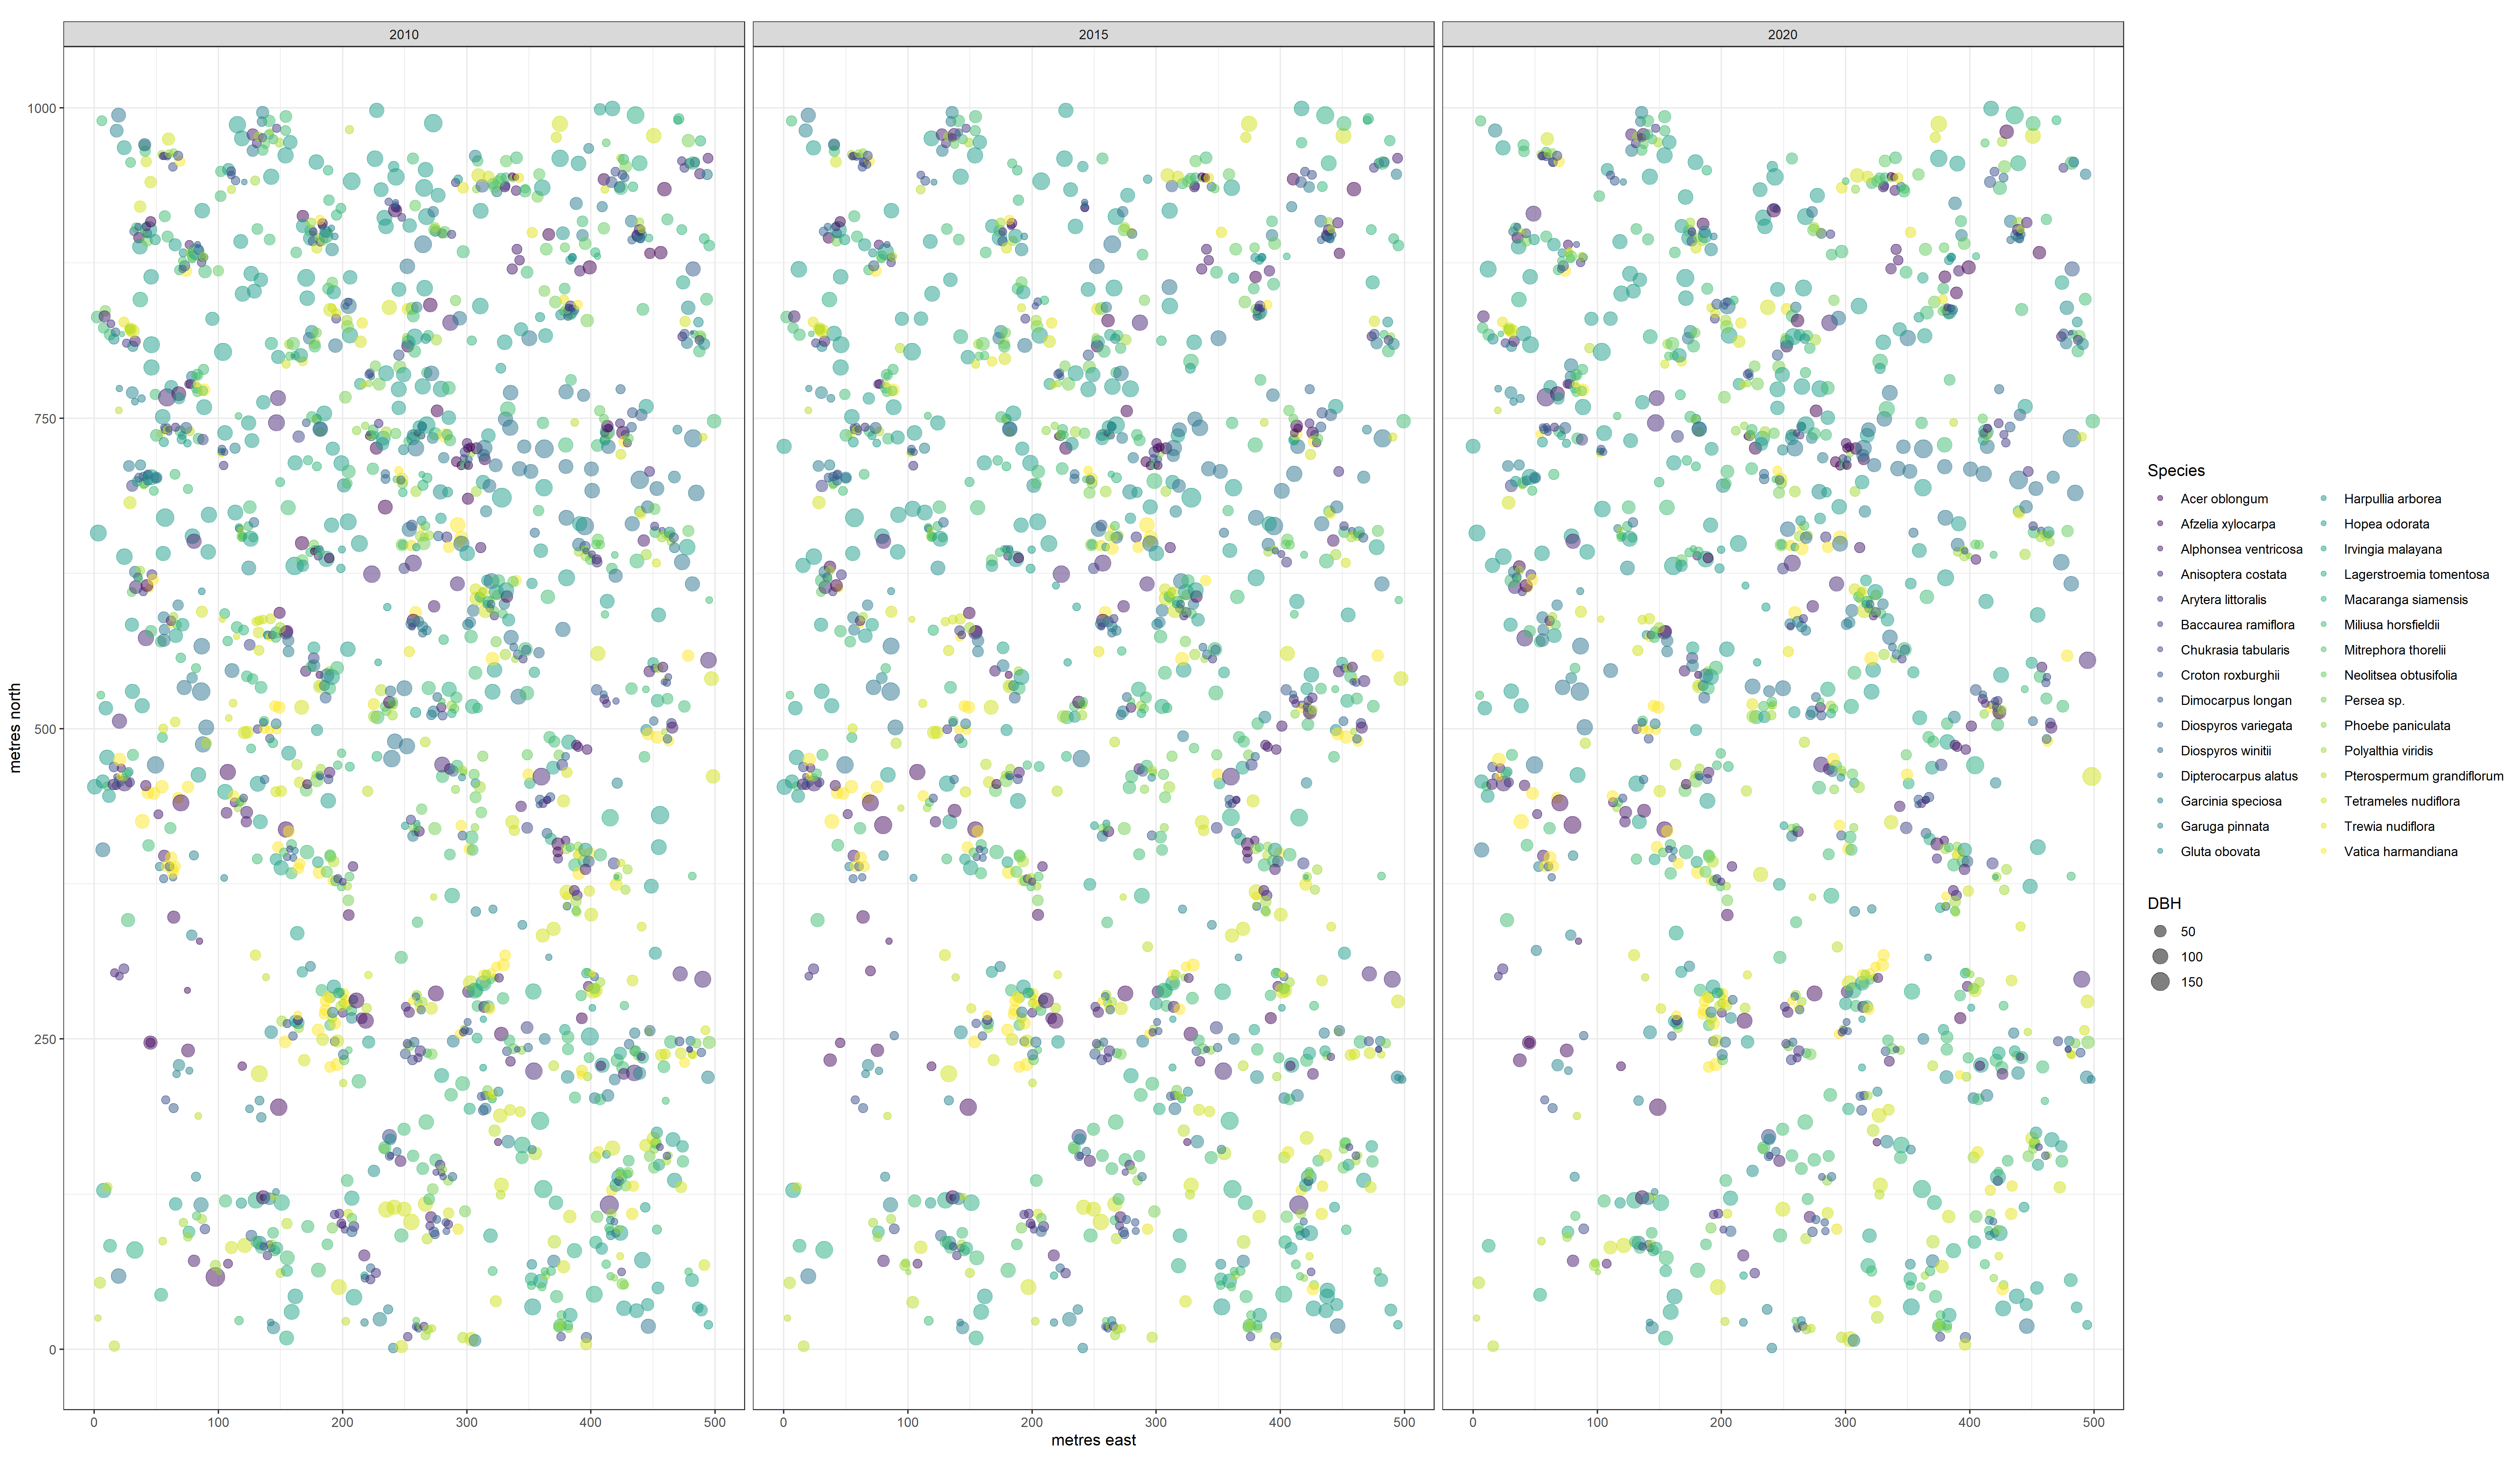 2010
2015
2020
1000
750
500
250
0
metres north
0 100 200 300 400 500
0 100 200 300 400 500
0 100 200 300 400 500
metres east
Species
Acer oblongum
Afzelia xylocarpa
Alphonsea ventricosa
Anisoptera costata
Arytera littoralis
Baccaurea ramiflora
Chukrasia tabularis
Croton roxburghii
Dimocarpus longan
Diospyros variegata
Diospyros winitii
Dipterocarpus alatus
Garcinia speciosa
Garuga pinnata
Gluta obovata
Harpullia arborea
Hopea odorata
Irvingia malayana
Lagerstroemia tomentosa
Macaranga siamensis
Miliusa horsfieldii
Mitrephora thorelii
Neolitsea obtusifolia
Persea sp.
Phoebe paniculata
Polyalthia viridis
Pterospermum grandiflorum
Tetrameles nudiflora
Trewia nudiflora
Vatica harmandiana
DBH
50
100
150